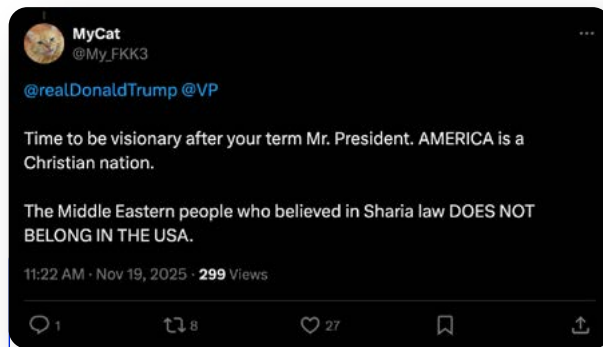 MyCat
@My_FKK3
@realDonaldTrump @VP
Time to be visionary after your term Mr. President. AMERICA is a
Christian nation.
The Middle Eastern people who believed in Sharia law DOES NOT
BELONG IN THE USA.
11:22 AM · Nov 19, 2025 · 299 Views
1 8 27